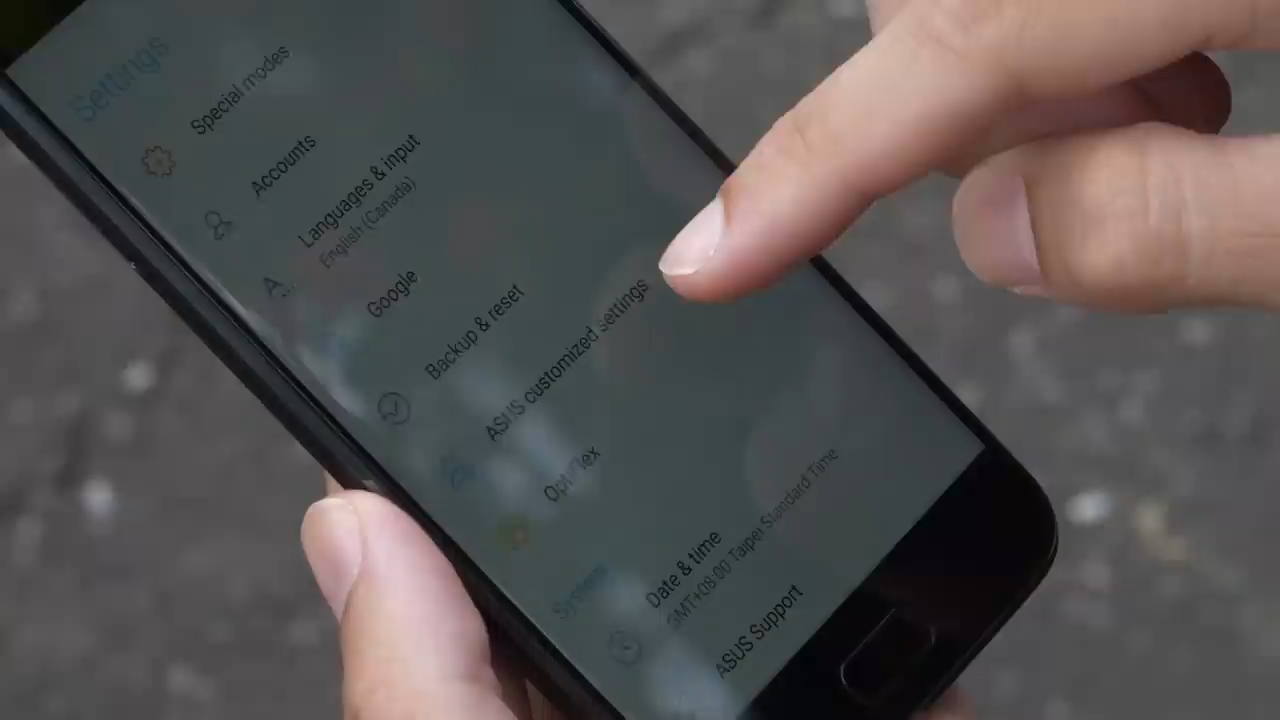 Settings
Special modes
Accounts
Languages & input
English (Canada)
Google
Backup & reset
ASUS customized settings
OptiFlex
System
Date & time
GMT+08:00 Taipei Standard Time
ASUS Support